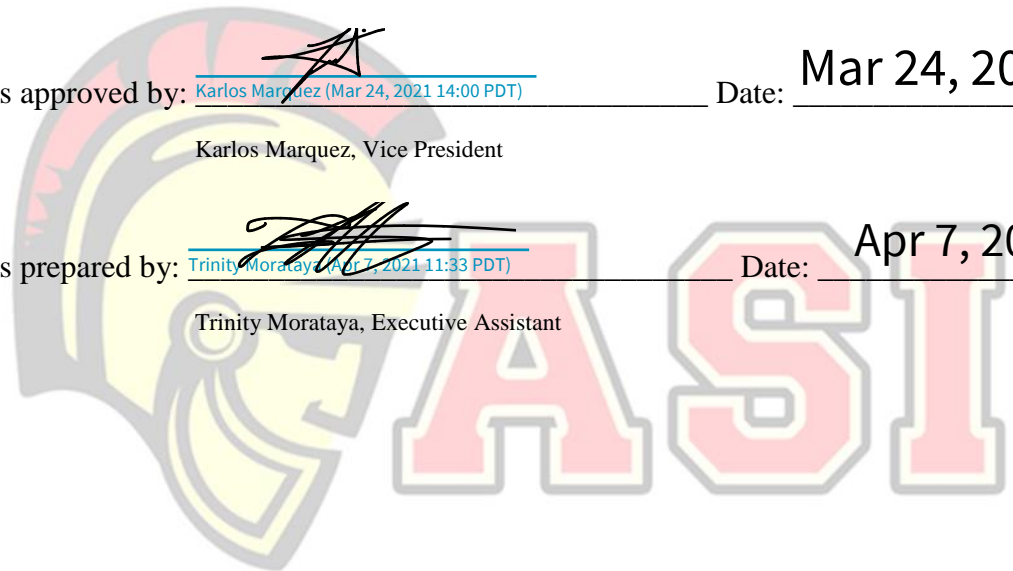 s approved by: Karlos Marquez (Mar 24, 2021 14:00 PDT) Date: Mar 24, 20
Karlos Marquez, Vice President
s prepared by: Trinity Morataya (Apr 7, 2021 11:33 PDT) Date: Apr 7, 20
Trinity Morataya, Executive Assistant
ASI